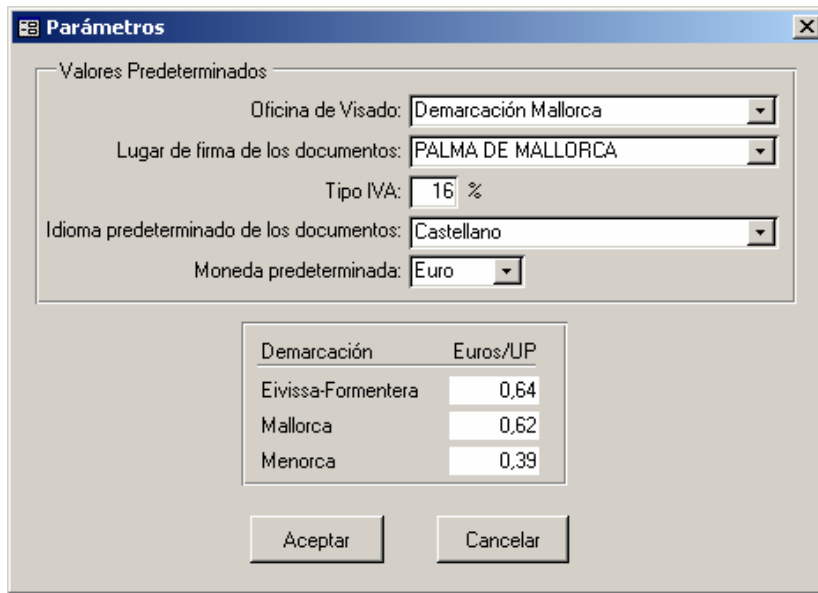 Parámetros
Valores Predeterminados
Oficina de Visado: Demarcación Mallorca
Lugar de firma de los documentos: PALMA DE MALLORCA
Tipo IVA: 16 %
Idioma predeterminado de los documentos: Castellano
Moneda predeterminada: Euro
Demarcación Euros/UP
Eivissa-Formentera 0,64
Mallorca 0,62
Menorca 0,39
Aceptar Cancelar